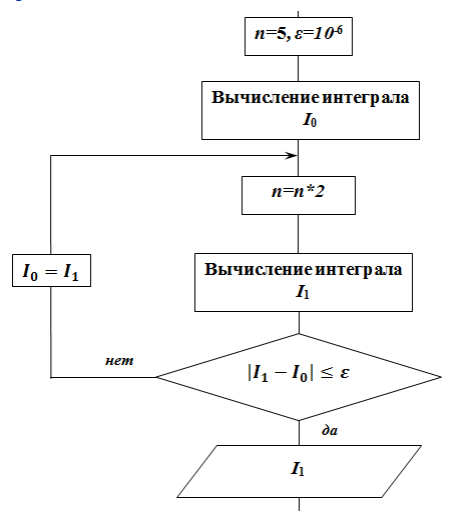 n=5, ε=10⁻⁶
Вычисление интеграла
I₀
n=n*2
I₀ = I₁
Вычисление интеграла
I₁
нет
|I₁ − I₀| ≤ ε
да
I₁